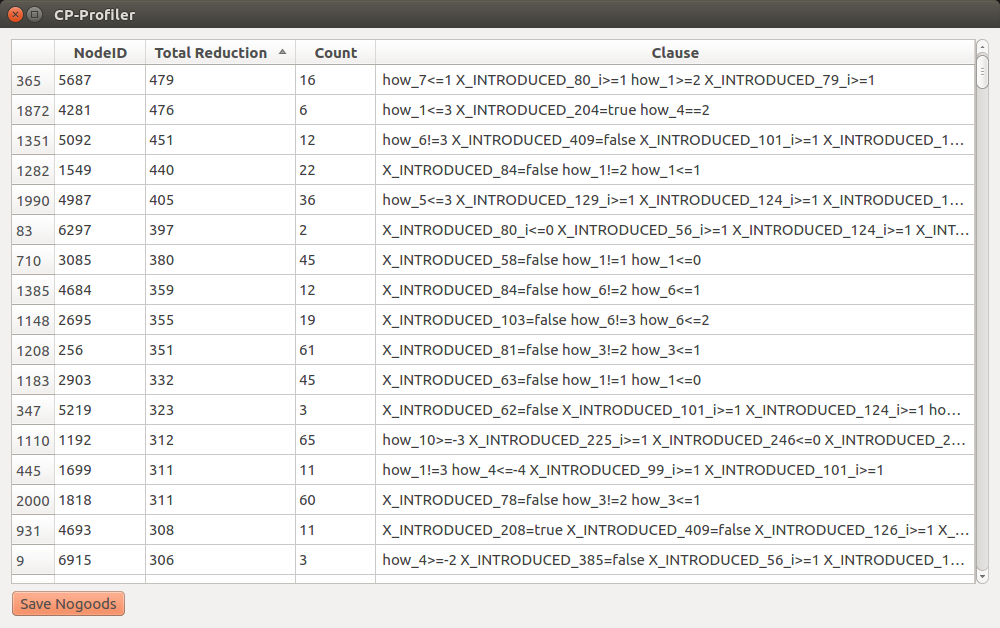 CP-Profiler
NodeID Total Reduction Count Clause
365 5687 479 16 how_7<=1 X_INTRODUCED_80_i>=1 how_1>=2 X_INTRODUCED_79_i>=1
1872 4281 476 6 how_1<=3 X_INTRODUCED_204=true how_4==2
1351 5092 451 12 how_6!=3 X_INTRODUCED_409=false X_INTRODUCED_101_i>=1 X_INTRODUCED_1...
1282 1549 440 22 X_INTRODUCED_84=false how_1!=2 how_1<=1
1990 4987 405 36 how_5<=3 X_INTRODUCED_129_i>=1 X_INTRODUCED_124_i>=1 X_INTRODUCED_1...
83 6297 397 2 X_INTRODUCED_80_i<=0 X_INTRODUCED_56_i>=1 X_INTRODUCED_124_i>=1 X_INT...
710 3085 380 45 X_INTRODUCED_58=false how_1!=1 how_1<=0
1385 4684 359 12 X_INTRODUCED_84=false how_6!=2 how_6<=1
1148 2695 355 19 X_INTRODUCED_103=false how_6!=3 how_6<=2
1208 256 351 61 X_INTRODUCED_81=false how_3!=2 how_3<=1
1183 2903 332 45 X_INTRODUCED_63=false how_1!=1 how_1<=0
347 5219 323 3 X_INTRODUCED_62=false X_INTRODUCED_101_i>=1 X_INTRODUCED_124_i>=1 ho...
1110 1192 312 65 how_10>=-3 X_INTRODUCED_225_i>=1 X_INTRODUCED_246<=0 X_INTRODUCED_2...
445 1699 311 11 how_1!=3 how_4<=-4 X_INTRODUCED_99_i>=1 X_INTRODUCED_101_i>=1
2000 1818 311 60 X_INTRODUCED_78=false how_3!=2 how_3<=1
931 4693 308 11 X_INTRODUCED_208=true X_INTRODUCED_409=false X_INTRODUCED_126_i>=1 X_...
9 6915 306 3 how_4>=-2 X_INTRODUCED_385=false X_INTRODUCED_56_i>=1 X_INTRODUCED_1...
Save Nogoods